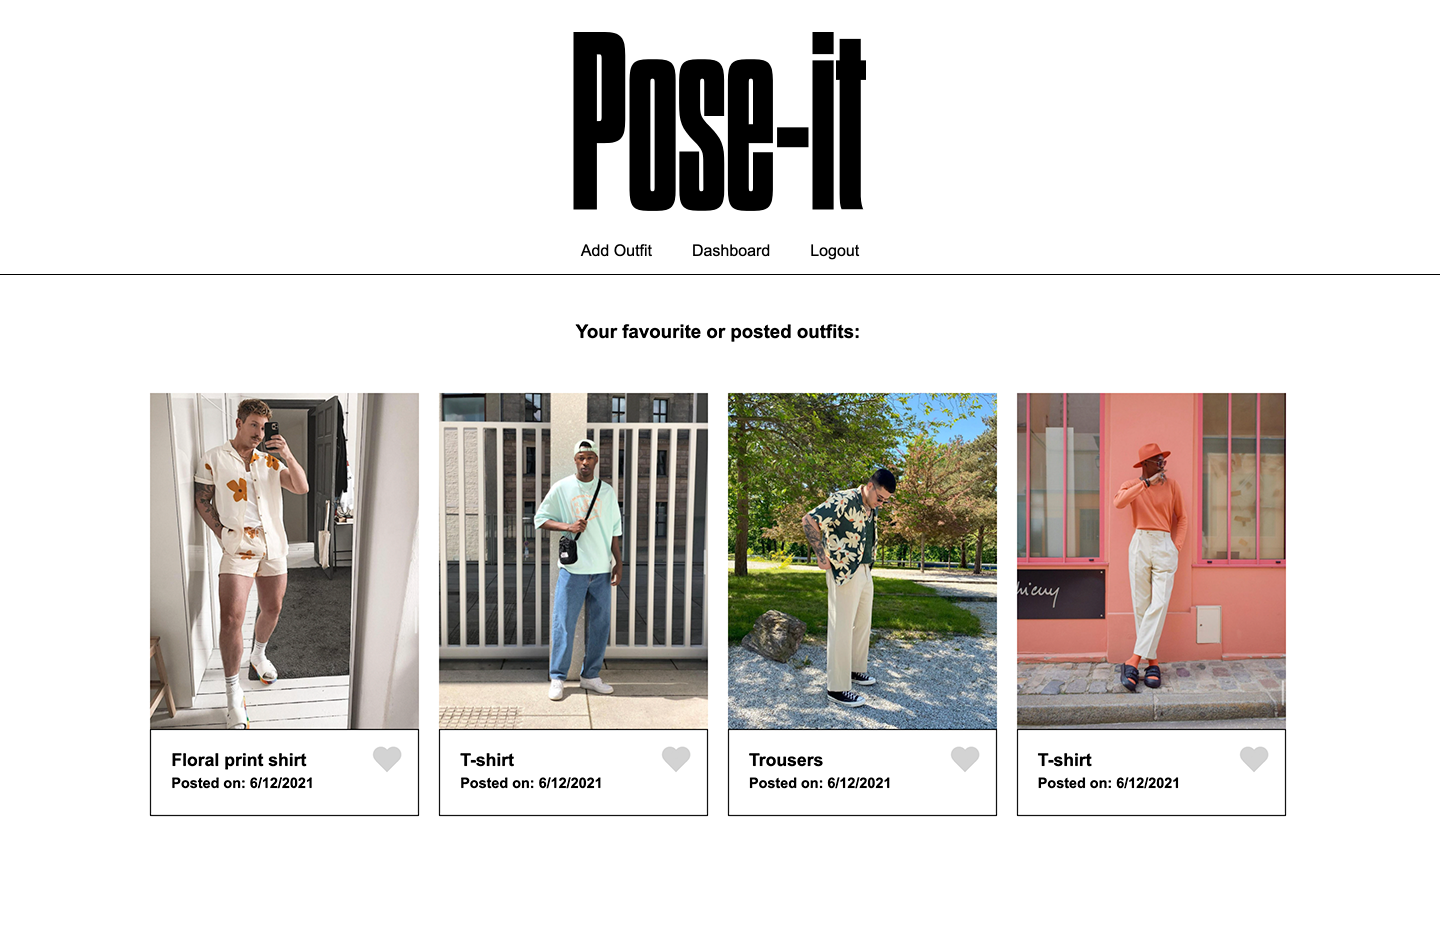 Pose-it
Add Outfit Dashboard Logout
Your favourite or posted outfits:
Floral print shirt
Posted on: 6/12/2021
T-shirt
Posted on: 6/12/2021
Trousers
Posted on: 6/12/2021
T-shirt
Posted on: 6/12/2021